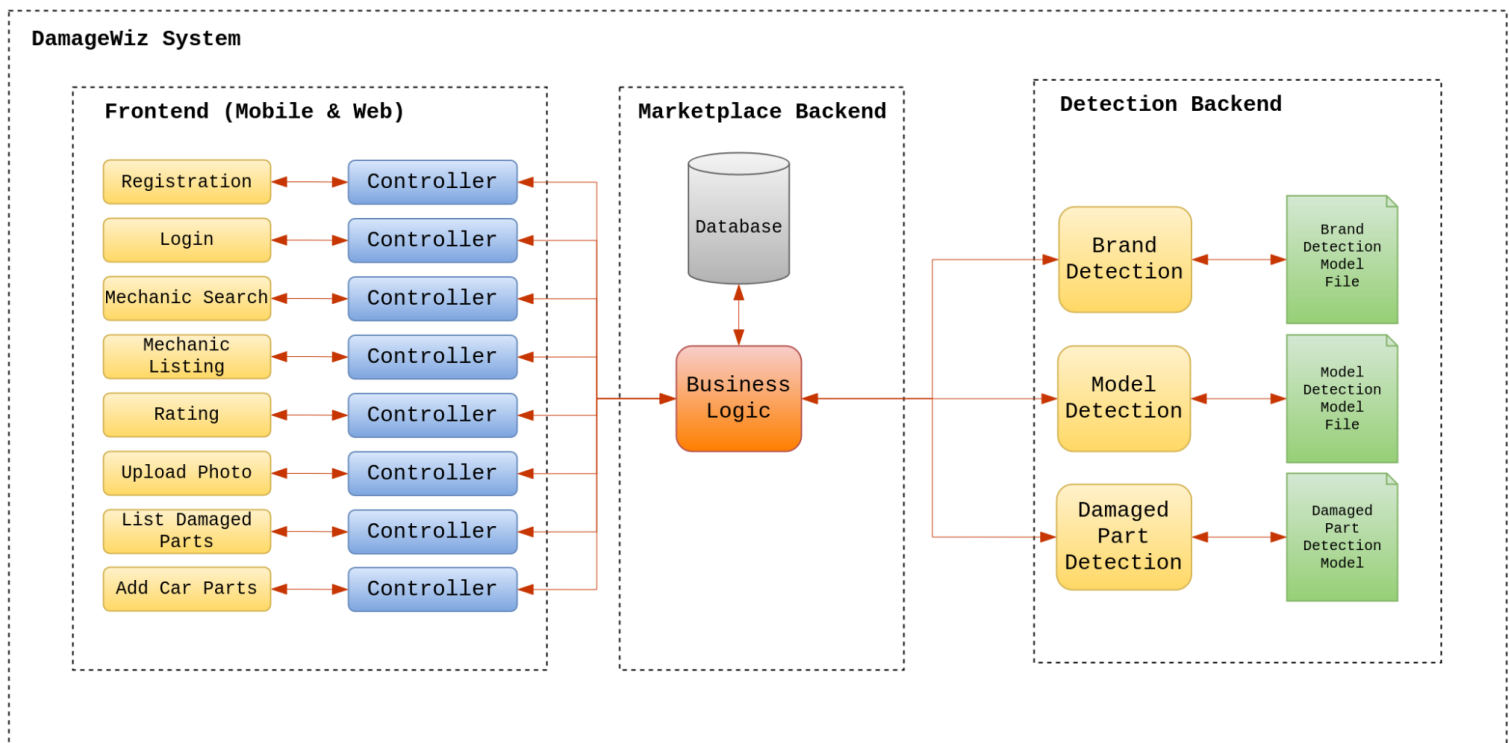 DamageWiz System
Frontend (Mobile & Web)
Registration
Controller
Login
Controller
Mechanic Search
Controller
Mechanic
Listing
Controller
Rating
Controller
Upload Photo
Controller
List Damaged
Parts
Controller
Add Car Parts
Controller
Marketplace Backend
Database
Business
Logic
Detection Backend
Brand
Detection
Brand
Detection
Model
File
Model
Detection
Model
Detection
Model
File
Damaged
Part
Detection
Damaged
Part
Detection
Model